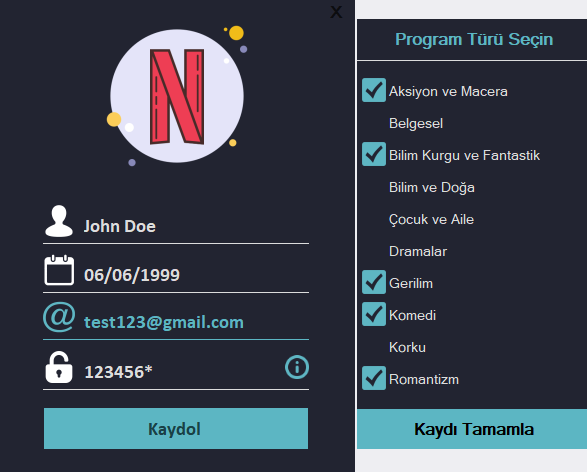 X
N
John Doe
06/06/1999
@ test123@gmail.com
123456*
Kaydol
Program Türü Seçin
Aksiyon ve Macera
Belgesel
Bilim Kurgu ve Fantastik
Bilim ve Doğa
Çocuk ve Aile
Dramalar
Gerilim
Komedi
Korku
Romantizm
Kaydı Tamamla